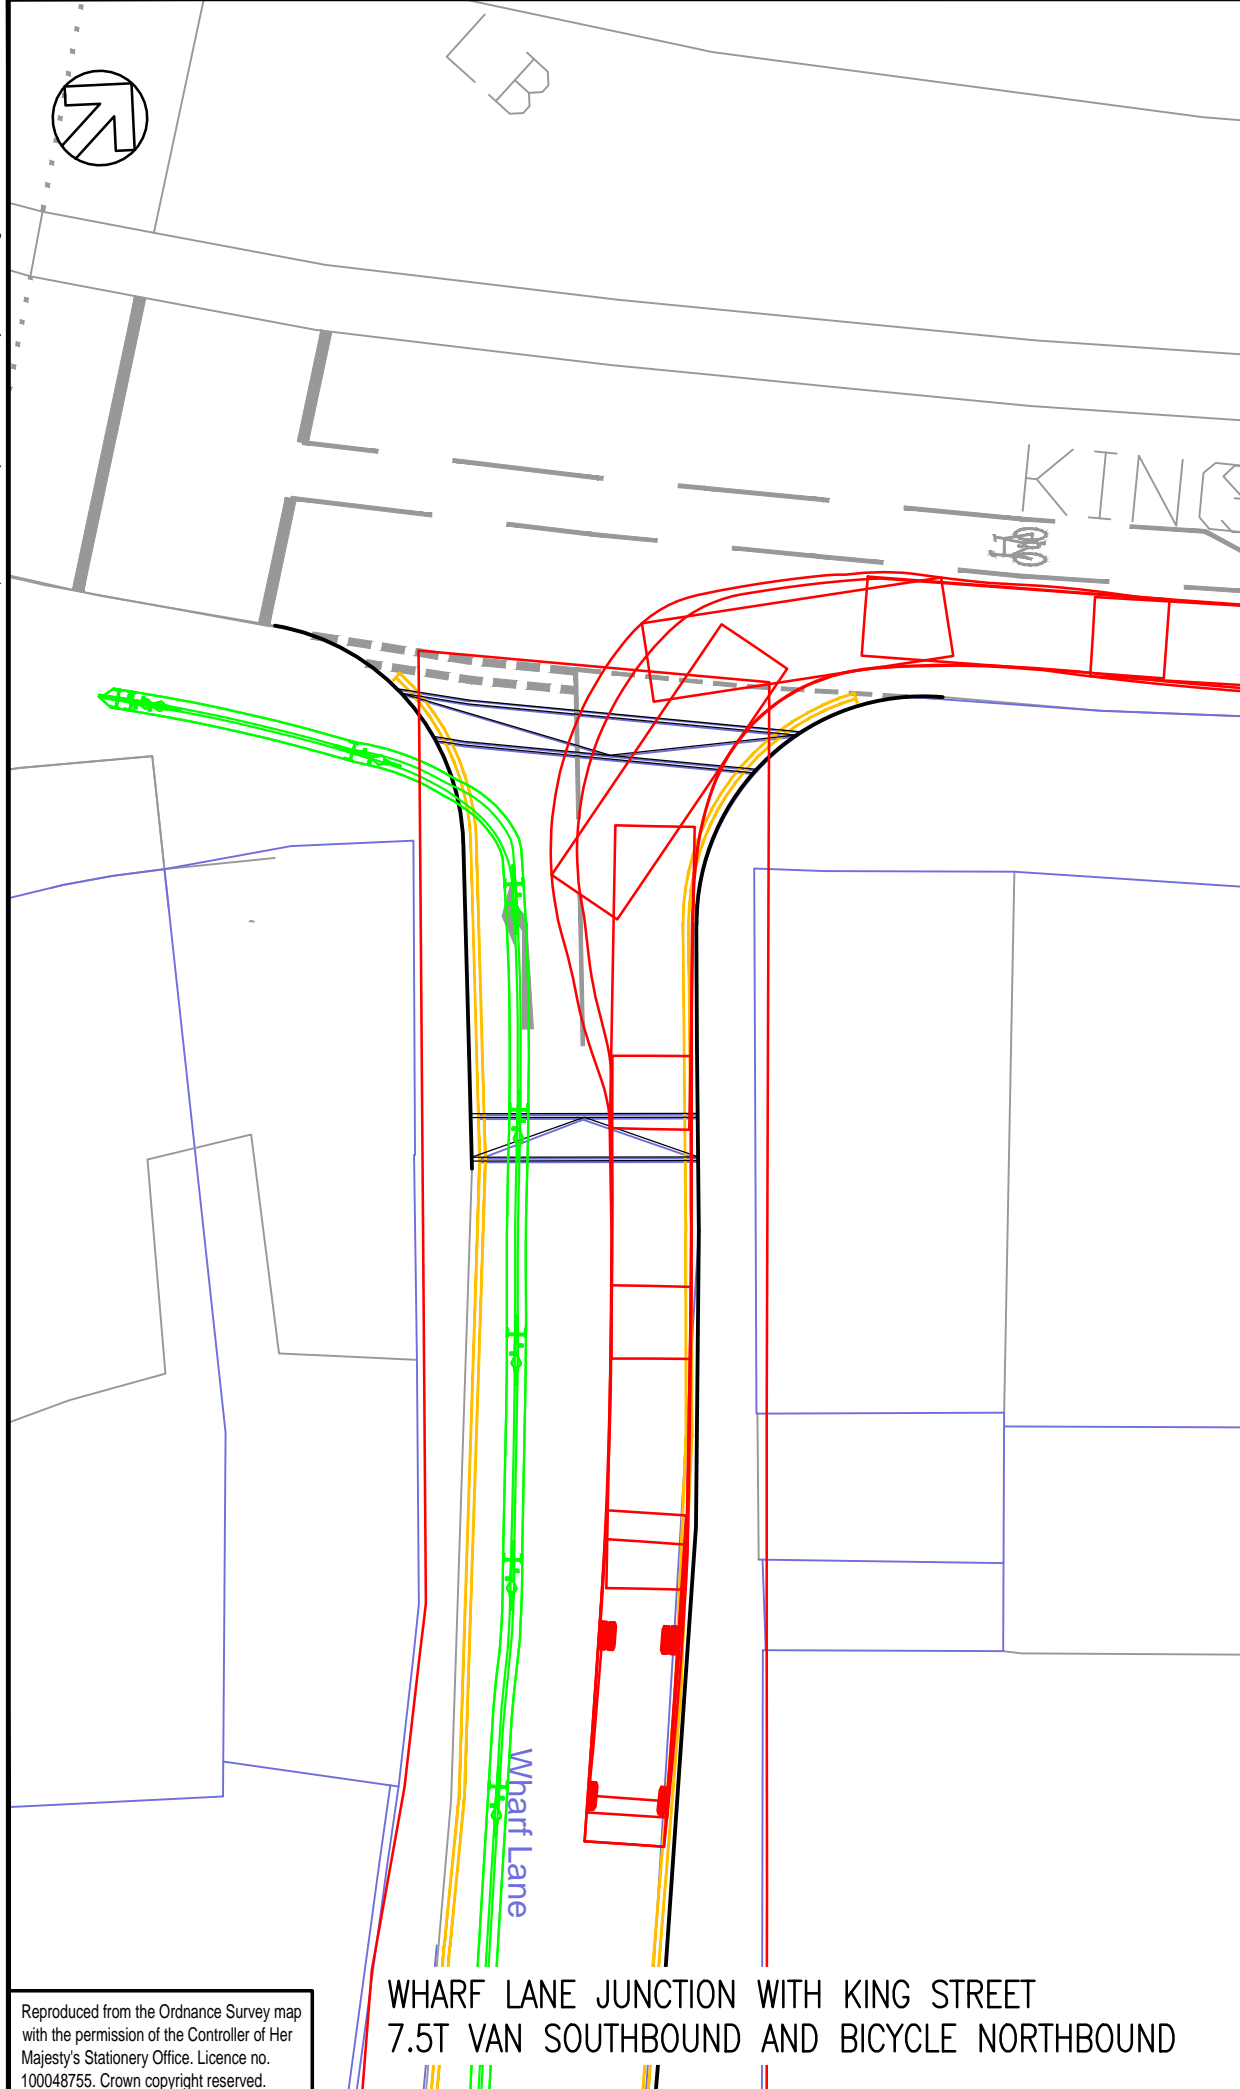 LB
KING
Wharf Lane
WHARF LANE JUNCTION WITH KING STREET
7.5T VAN SOUTHBOUND AND BICYCLE NORTHBOUND
Reproduced from the Ordnance Survey map
with the permission of the Controller of Her
Majesty's Stationery Office. Licence no.
100048755. Crown copyright reserved.